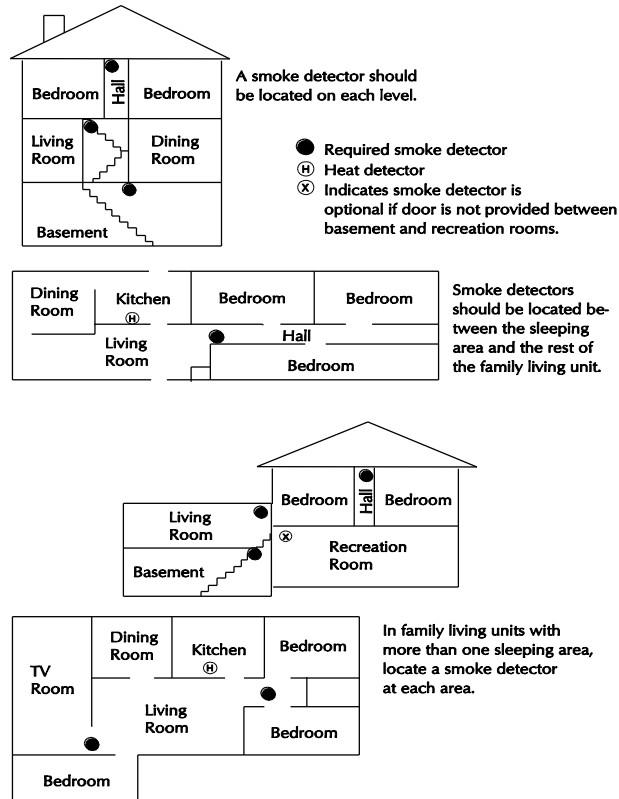 A smoke detector should
be located on each level.
Bedroom
Hall
Bedroom
Living
Room
Dining
Room
Basement
Required smoke detector
H Heat detector
X Indicates smoke detector is
optional if door is not provided between
basement and recreation rooms.
Dining
Room
Kitchen
H
Bedroom
Bedroom
Living
Room
Hall
Bedroom
Smoke detectors
should be located be-
tween the sleeping
area and the rest of
the family living unit.
Bedroom
Hall
Bedroom
Living
Room
X
Recreation
Room
Basement
TV
Room
Dining
Room
Kitchen
H
Bedroom
Living
Room
Bedroom
Bedroom
In family living units with
more than one sleeping area,
locate a smoke detector
at each area.